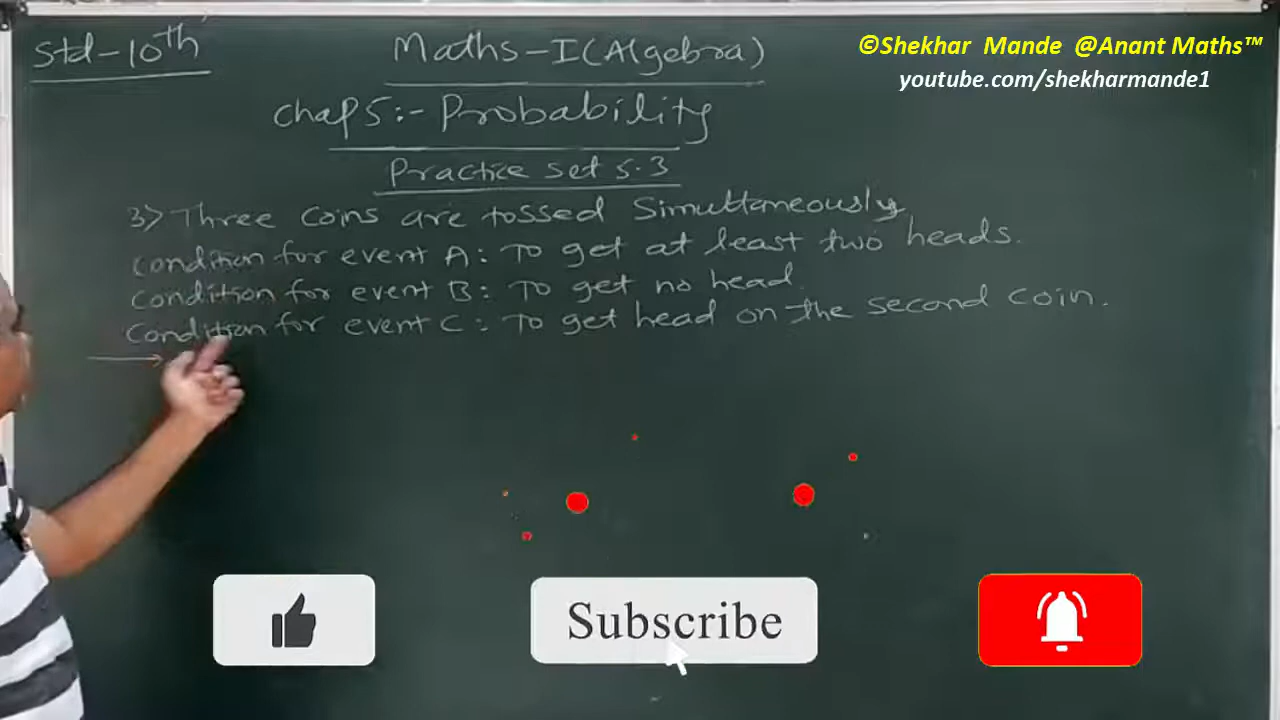 Std-10th
Maths-I(Algebra)
©Shekhar Mande @Anant Maths™
youtube.com/shekharmande1
chap 5:- Probability
Practice set 5.3
3> Three coins are tossed simultaneously
condition for event A: To get at least two heads.
condition for event B: To get no head.
condition for event C: To get head on the second coin.
Subscribe